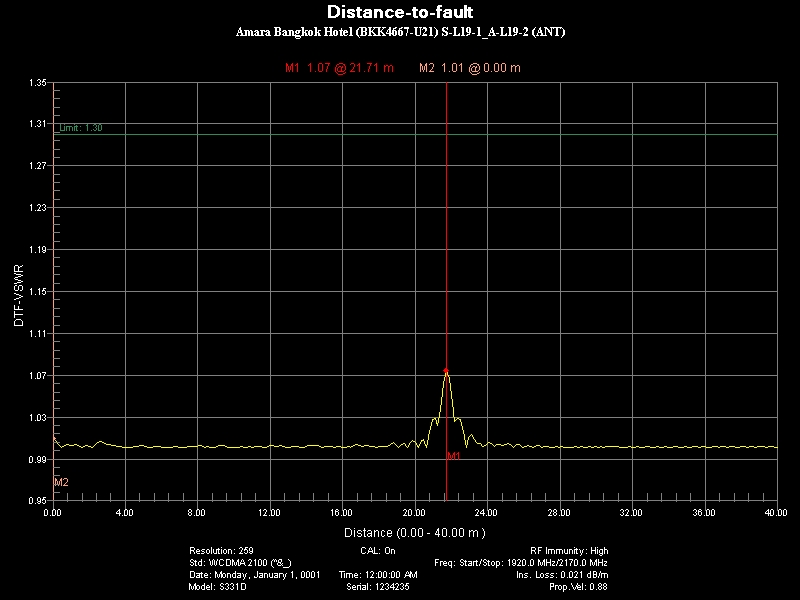 Distance-to-fault
Amara Bangkok Hotel (BKK4667-U21) S-L19-1_A-L19-2 (ANT)
M1 1.07 @ 21.71 m M2 1.01 @ 0.00 m
1.35
1.31
Limit: 1.30
1.27
1.23
1.19
1.15
1.11
1.07
1.03
0.99
0.95
DTF-VSWR
M1
M2
0.00 4.00 8.00 12.00 16.00 20.00 24.00 28.00 32.00 36.00 40.00
Distance (0.00 - 40.00 m )
Resolution: 259 CAL: On RF Immunity: High
Std: WCDMA 2100 (^&_) Freq: Start/Stop: 1920.0 MHz/2170.0 MHz
Date: Monday, January 1, 0001 Time: 12:00:00 AM Ins. Loss: 0.021 dB/m
Model: S331D Serial: 1234235 Prop.Vel: 0.88